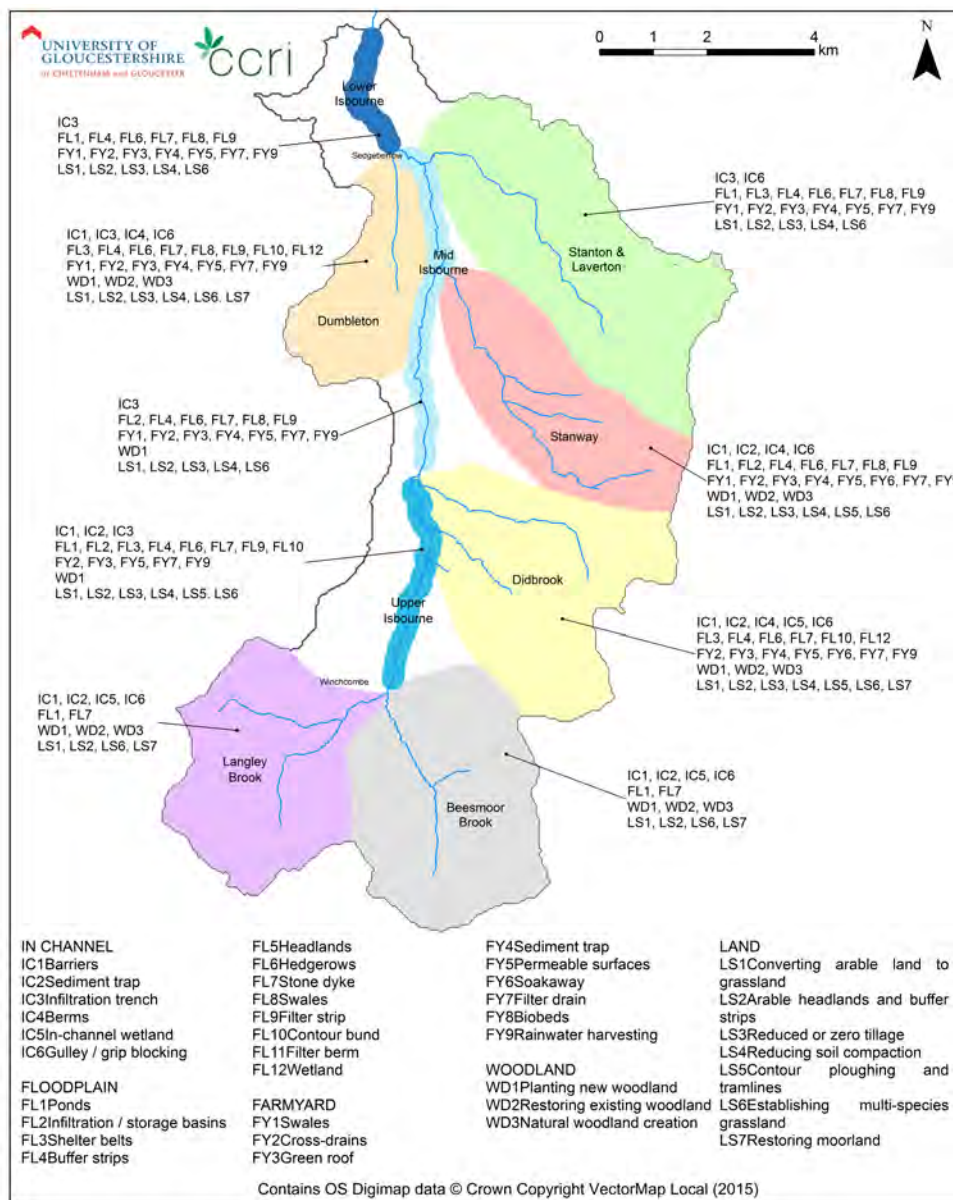 UNIVERSITY OF
GLOUCESTERSHIRE
at CHELTENHAM and GLOUCESTER
ccri
0 1 2 4
km
N
Lower
Isbourne
IC3
FL1, FL4, FL6, FL7, FL8, FL9
FY1, FY2, FY3, FY4, FY5, FY7, FY9
LS1, LS2, LS3, LS4, LS6
Sedgeberrow
IC3, IC6
FL1, FL3, FL4, FL6, FL7, FL8, FL9
FY1, FY2, FY3, FY4, FY5, FY7, FY9
LS1, LS2, LS3, LS4, LS6
Stanton &
Laverton
IC1, IC3, IC4, IC6
FL3, FL4, FL6, FL7, FL8, FL9, FL10, FL12
FY1, FY2, FY3, FY4, FY5, FY7, FY9
WD1, WD2, WD3
LS1, LS2, LS3, LS4, LS6. LS7
Mid
Isbourne
Dumbleton
IC3
FL2, FL4, FL6, FL7, FL8, FL9
FY1, FY2, FY3, FY4, FY5, FY7, FY9
WD1
LS1, LS2, LS3, LS4, LS6
Stanway
IC1, IC2, IC4, IC6
FL1, FL2, FL4, FL6, FL7, FL8, FL9
FY1, FY2, FY3, FY4, FY5, FY6, FY7, FY9
WD1, WD2, WD3
LS1, LS2, LS3, LS4, LS5, LS6
IC1, IC2, IC3
FL1, FL2, FL3, FL4, FL6, FL7, FL9, FL10
FY2, FY3, FY5, FY7, FY9
WD1
LS1, LS2, LS3, LS4, LS5. LS6
Didbrook
Upper
Isbourne
IC1, IC2, IC4, IC5, IC6
FL3, FL4, FL6, FL7, FL10, FL12
FY2, FY3, FY4, FY5, FY6, FY7, FY9
WD1, WD2, WD3
LS1, LS2, LS3, LS4, LS5, LS6, LS7
Winchcombe
IC1, IC2, IC5, IC6
FL1, FL7
WD1, WD2, WD3
LS1, LS2, LS6, LS7
Langley
Brook
IC1, IC2, IC5, IC6
FL1, FL7
WD1, WD2, WD3
LS1, LS2, LS6, LS7
Beesmoor
Brook
IN CHANNEL
IC1Barriers
IC2Sediment trap
IC3Infiltration trench
IC4Berms
IC5In-channel wetland
IC6Gulley / grip blocking
FLOODPLAIN
FL1Ponds
FL2Infiltration / storage basins
FL3Shelter belts
FL4Buffer strips
FL5Headlands
FL6Hedgerows
FL7Stone dyke
FL8Swales
FL9Filter strip
FL10Contour bund
FL11Filter berm
FL12Wetland
FARMYARD
FY1Swales
FY2Cross-drains
FY3Green roof
FY4Sediment trap
FY5Permeable surfaces
FY6Soakaway
FY7Filter drain
FY8Biobeds
FY9Rainwater harvesting
WOODLAND
WD1Planting new woodland
WD2Restoring existing woodland
WD3Natural woodland creation
LAND
LS1Converting arable land to
grassland
LS2Arable headlands and buffer
strips
LS3Reduced or zero tillage
LS4Reducing soil compaction
LS5Contour ploughing and
tramlines
LS6Establishing multi-species
grassland
LS7Restoring moorland
Contains OS Digimap data © Crown Copyright VectorMap Local (2015)